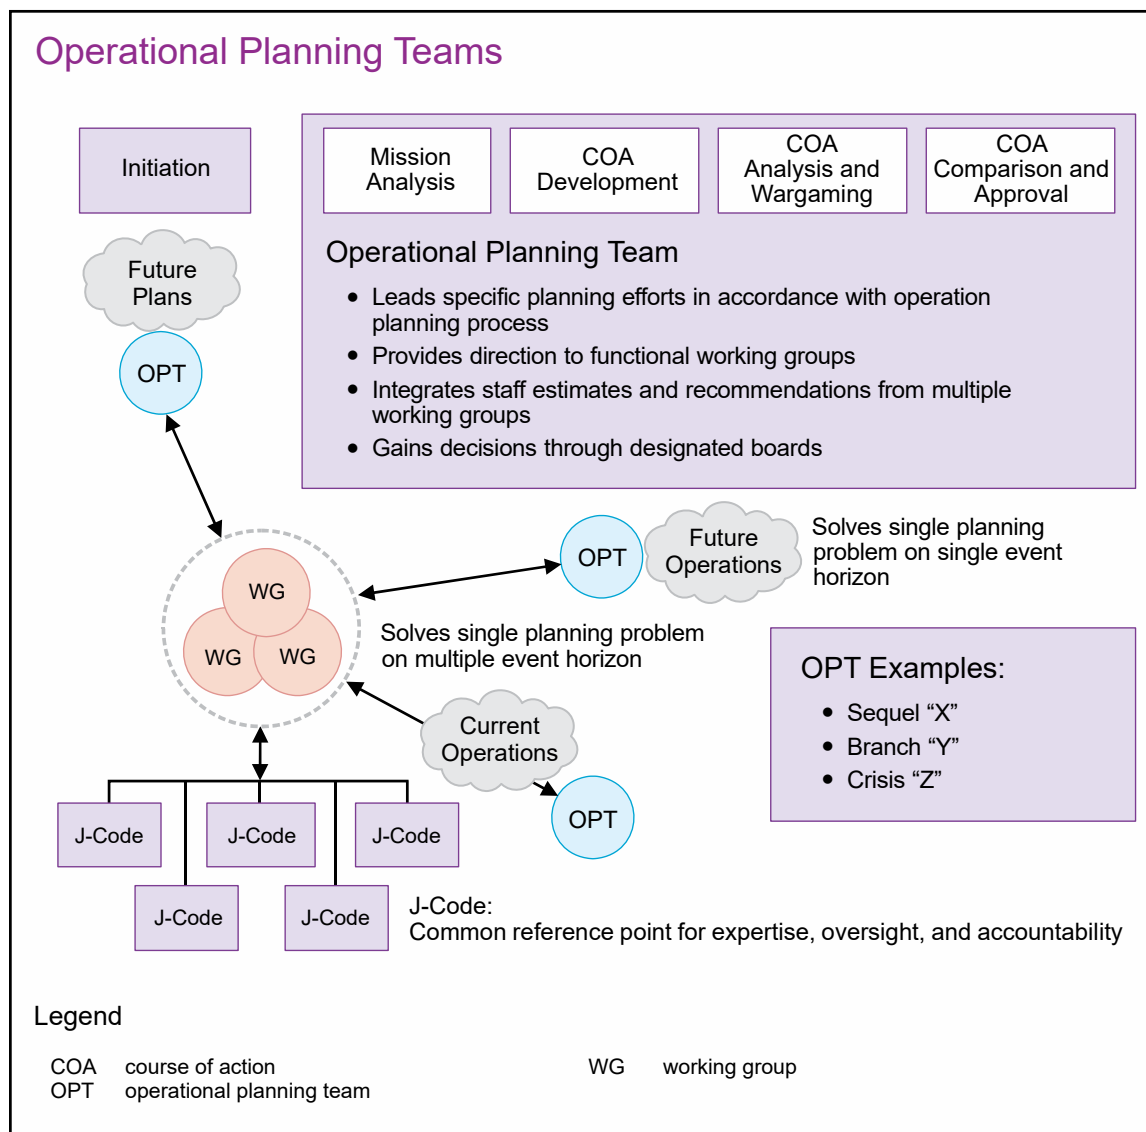 Operational Planning Teams
Initiation
Mission
Analysis
COA
Development
COA
Analysis and
Wargaming
COA
Comparison and
Approval
Operational Planning Team
• Leads specific planning efforts in accordance with operation
planning process
• Provides direction to functional working groups
• Integrates staff estimates and recommendations from multiple
working groups
• Gains decisions through designated boards
Future
Plans
OPT
OPT
Future
Operations
Solves single planning
problem on single event
horizon
WG
WG
WG
Solves single planning problem
on multiple event horizon
Current
Operations
OPT
OPT Examples:
• Sequel “X”
• Branch “Y”
• Crisis “Z”
J-Code
J-Code
J-Code
J-Code
J-Code
J-Code:
Common reference point for expertise, oversight, and accountability
Legend
COA course of action
OPT operational planning team
WG working group